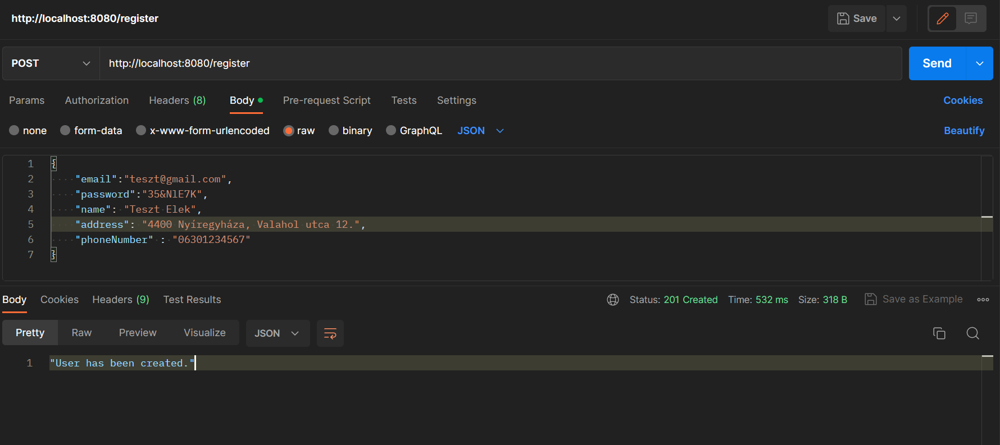 http://localhost:8080/register
Save
POST
http://localhost:8080/register
Send
Params Authorization Headers (8) Body Pre-request Script Tests Settings Cookies
none form-data x-www-form-urlencoded raw binary GraphQL JSON Beautify
1 {
2 "email":"teszt@gmail.com",
3 "password":"35&NlE7K",
4 "name": "Teszt Elek",
5 "address": "4400 Nyíregyháza, Valahol utca 12.",
6 "phoneNumber" : "06301234567"
7 }
Body Cookies Headers (9) Test Results Status: 201 Created Time: 532 ms Size: 318 B Save as Example
Pretty Raw Preview Visualize JSON
1 "User has been created."